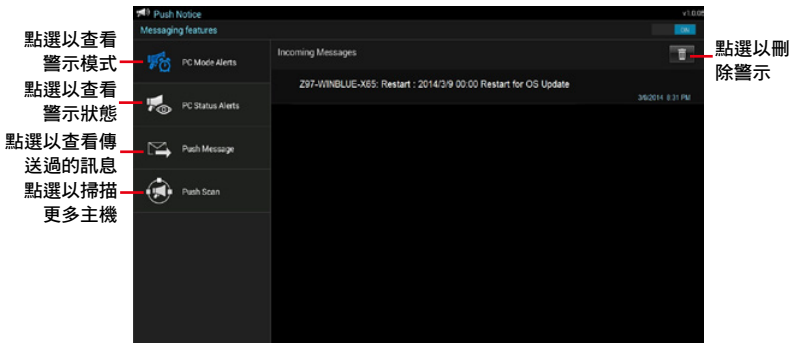 Push Notice
v1.0.05
Messaging features
ON
點選以查看
警示模式
點選以查看
警示狀態
點選以查看傳
送過的訊息
點選以掃描
更多主機
PC Mode Alerts
PC Status Alerts
Push Message
Push Scan
Incoming Messages
Z97-WINBLUE-X65: Restart : 2014/3/9 00:00 Restart for OS Update
3/9/2014 8:31 PM
點選以刪
除警示